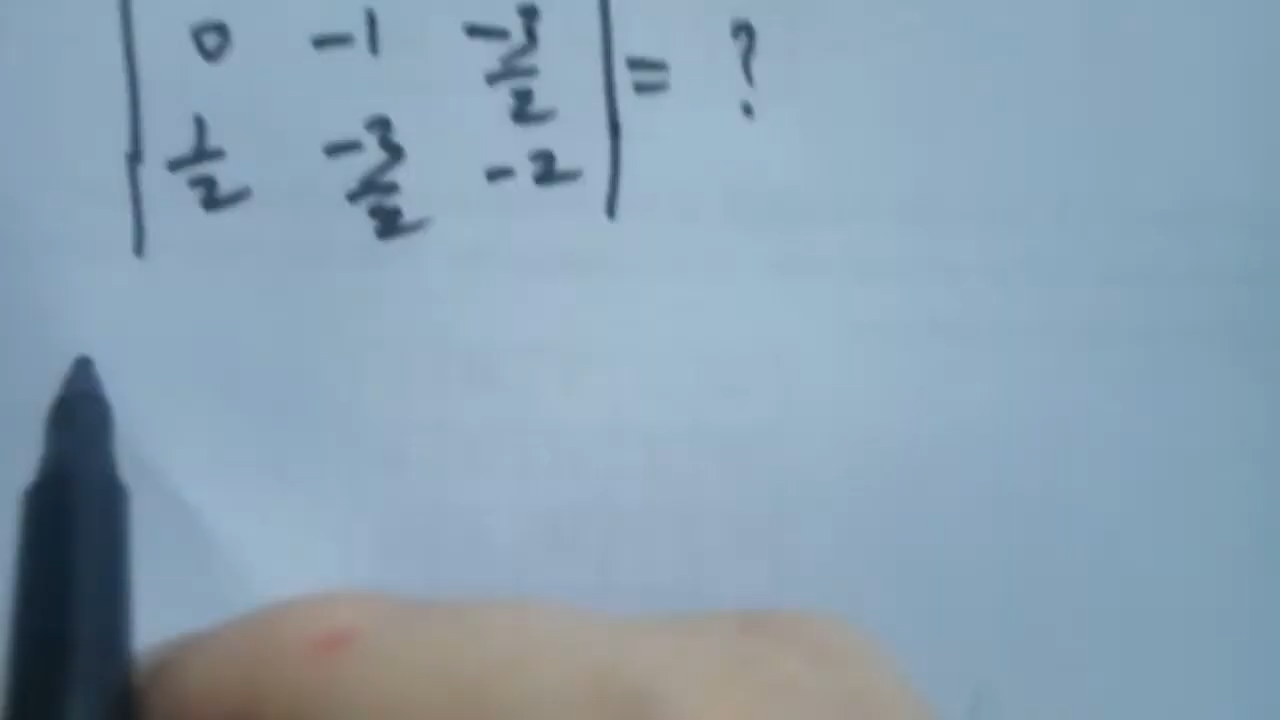 | 0 -1 -3/2 | = ?
| 1/2 -3/2 -2 |